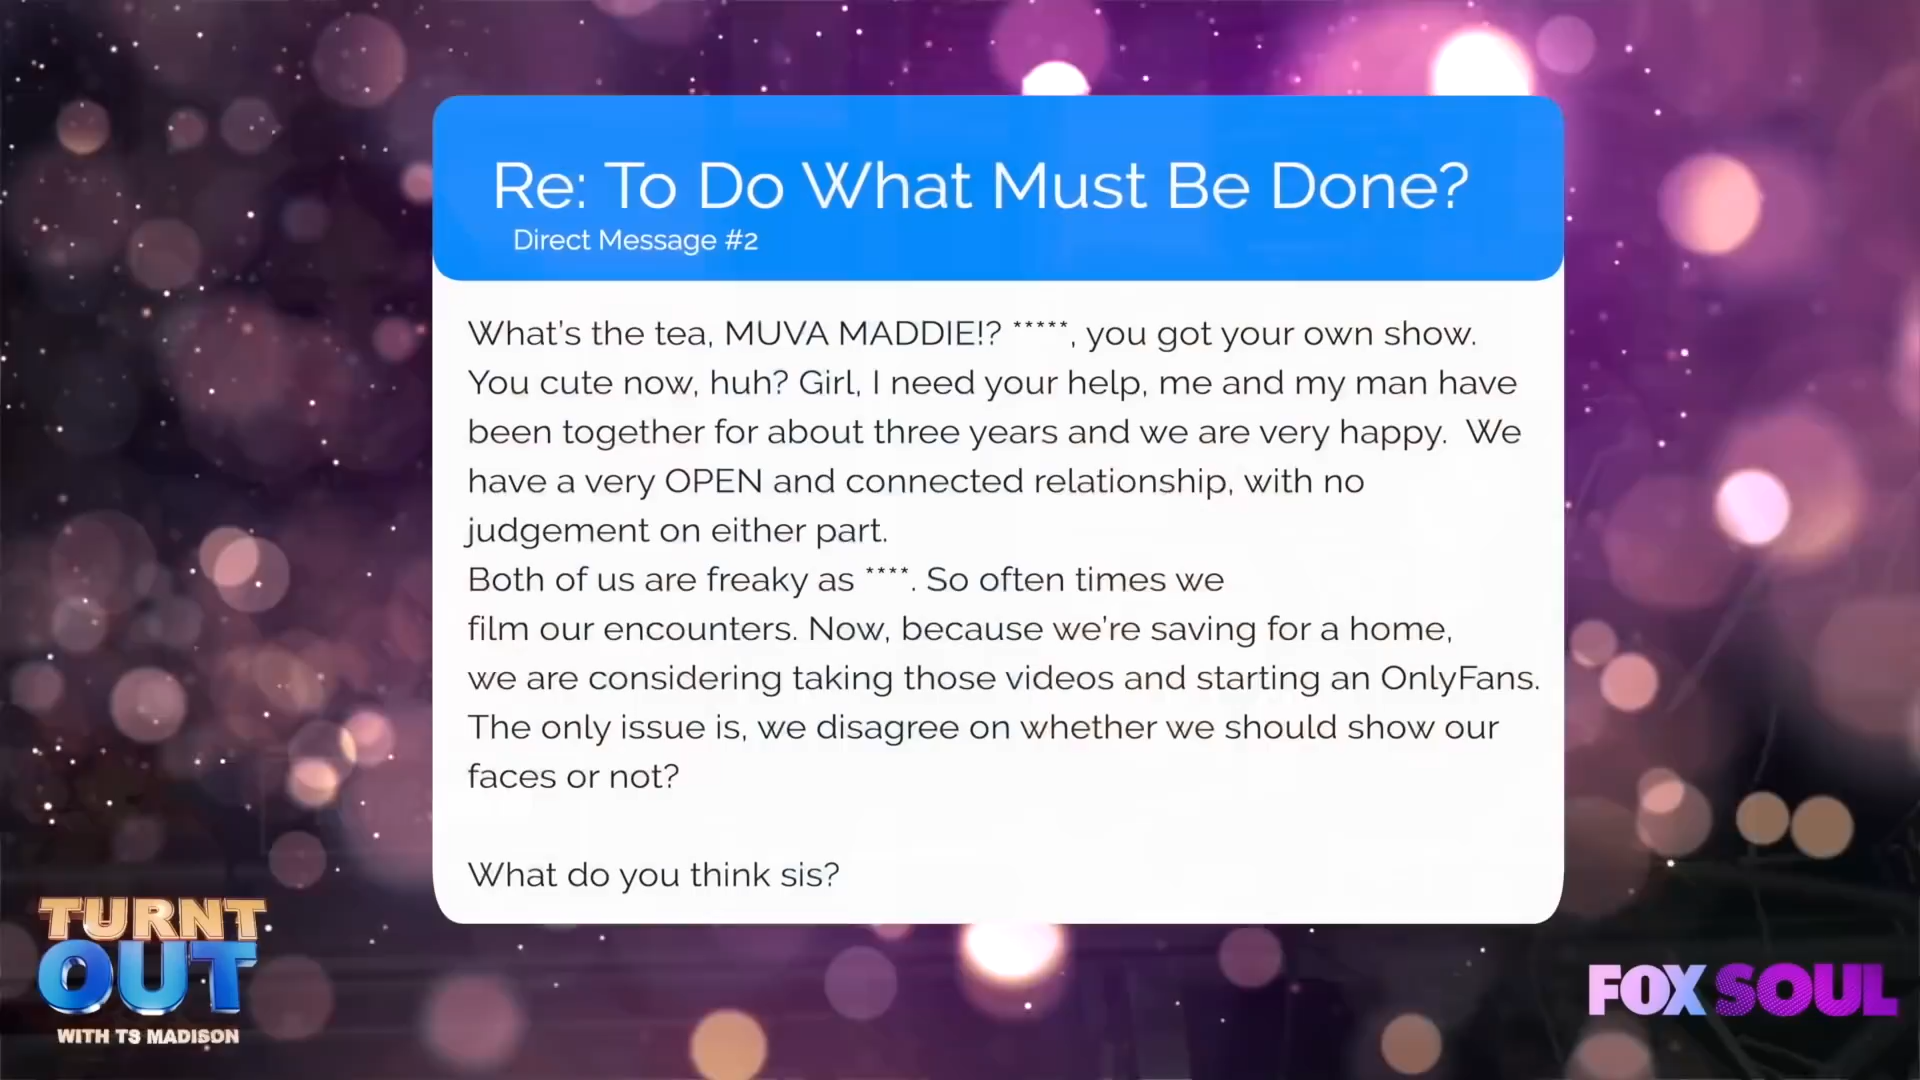 Re: To Do What Must Be Done?
Direct Message #2
What's the tea, MUVA MADDIE!? *****, you got your own show.
You cute now, huh? Girl, I need your help, me and my man have
been together for about three years and we are very happy.  We
have a very OPEN and connected relationship, with no
judgement on either part.
Both of us are freaky as ****. So often times we
film our encounters. Now, because we're saving for a home,
we are considering taking those videos and starting an OnlyFans.
The only issue is, we disagree on whether we should show our
faces or not?
What do you think sis?
TURNT
OUT
WITH TS MADISON
FOX SOUL